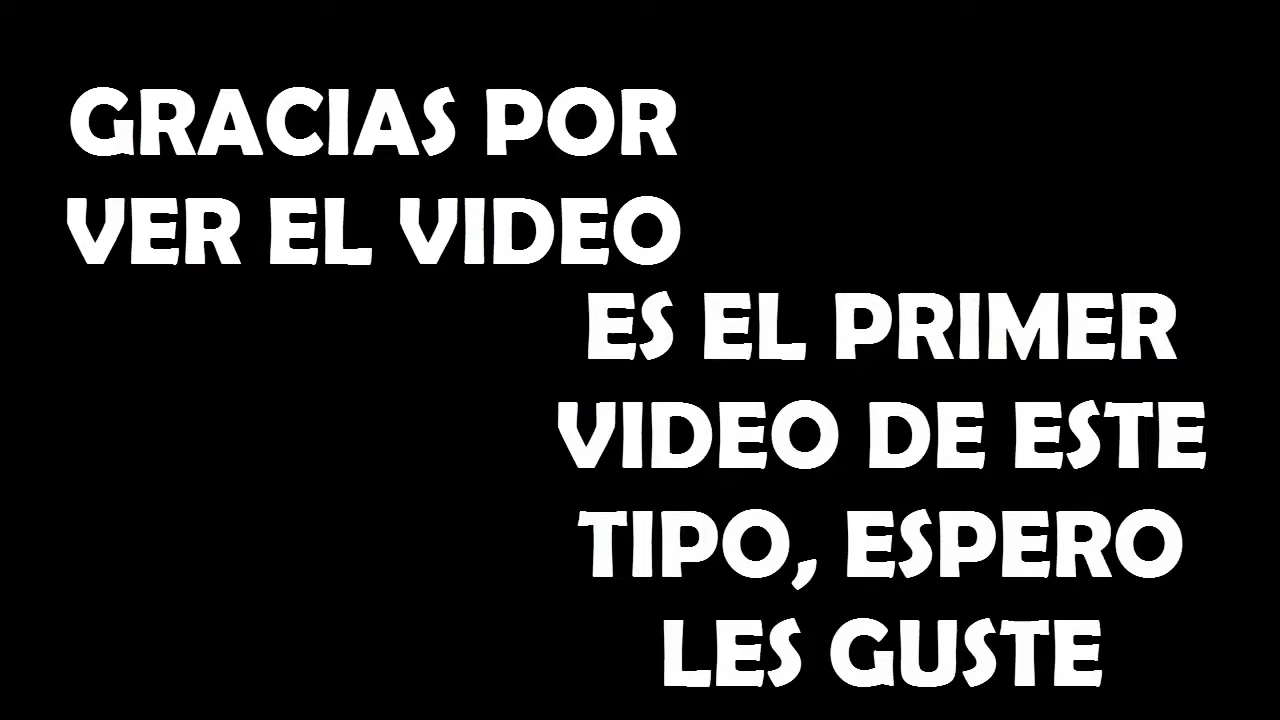 GRACIAS POR
VER EL VIDEO
ES EL PRIMER
VIDEO DE ESTE
TIPO, ESPERO
LES GUSTE